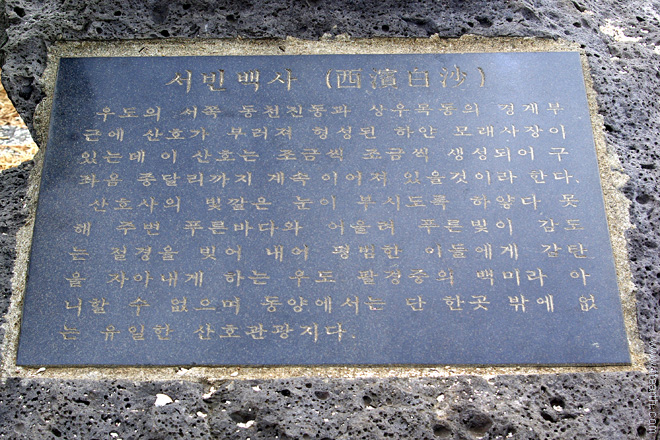 서빈백사 (西濱白沙)
우도의 서쪽 동천진동과 상우목동의 경계부
근에 산호가 부러져 형성된 하얀 모래사장이
있는데 이 산호는 조금씩 조금씩 생성되어 구
좌읍 종달리까지 계속 이어져 있을것이라 한다.
산호사의 빛깔은 눈이 부시도록 하얗다 못
해 주변 푸른바다와 어울려 푸른빛이 감도
는 절경을 빚어 내어 평범한 이들에게 감탄
을 자아내게 하는 우도 팔경중의 백미라 아
니할 수 없으며 동양에서는 단 한곳 밖에 없
는 유일한 산호관광지다.